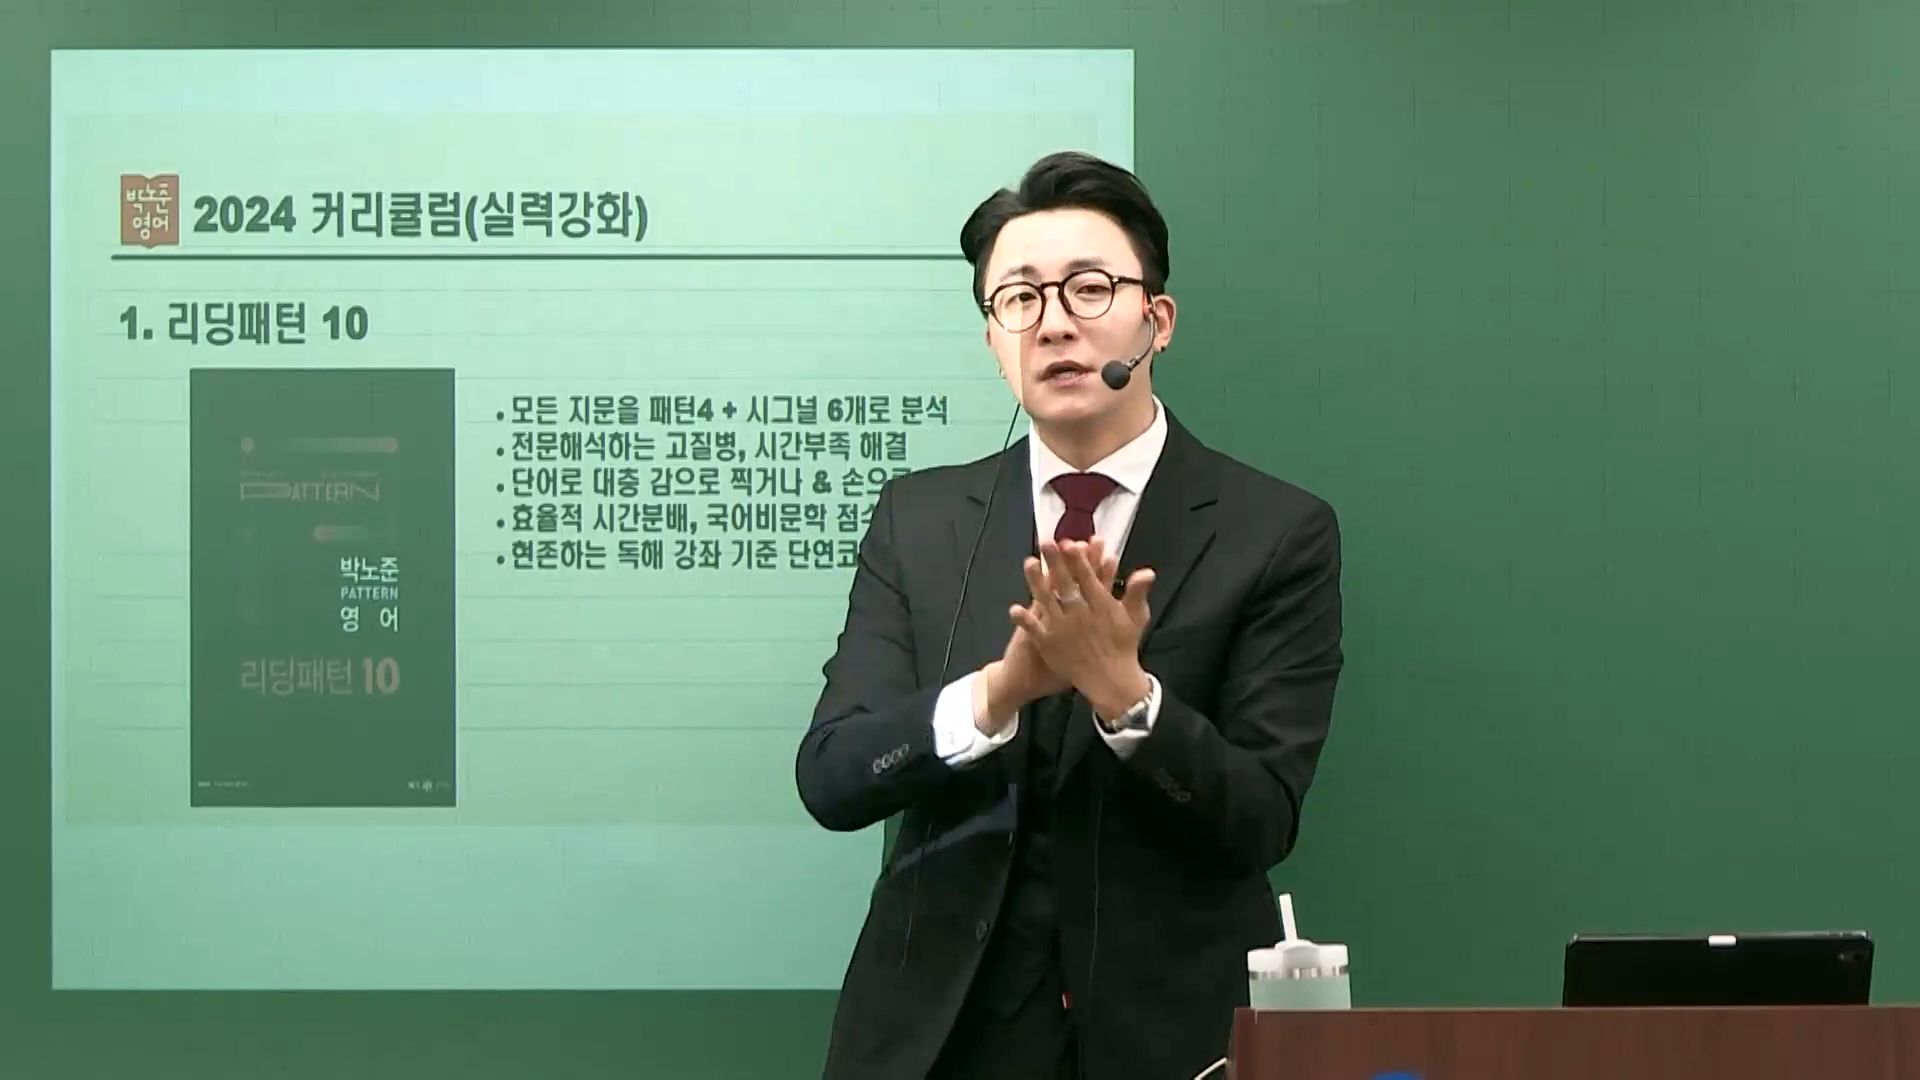 박노준
영어
2024 커리큘럼(실력강화)
1. 리딩패턴 10
• 모든 지문을 패턴4 + 시그널 6개로 분석
• 전문해석하는 고질병, 시간부족 해결
• 단어로 대충 감으로 찍거나 & 손으로
• 효율적 시간분배, 국어비문학 점수
• 현존하는 독해 강좌 기준 단연코
PATTERN
박노준
PATTERN
영 어
리딩패턴 10